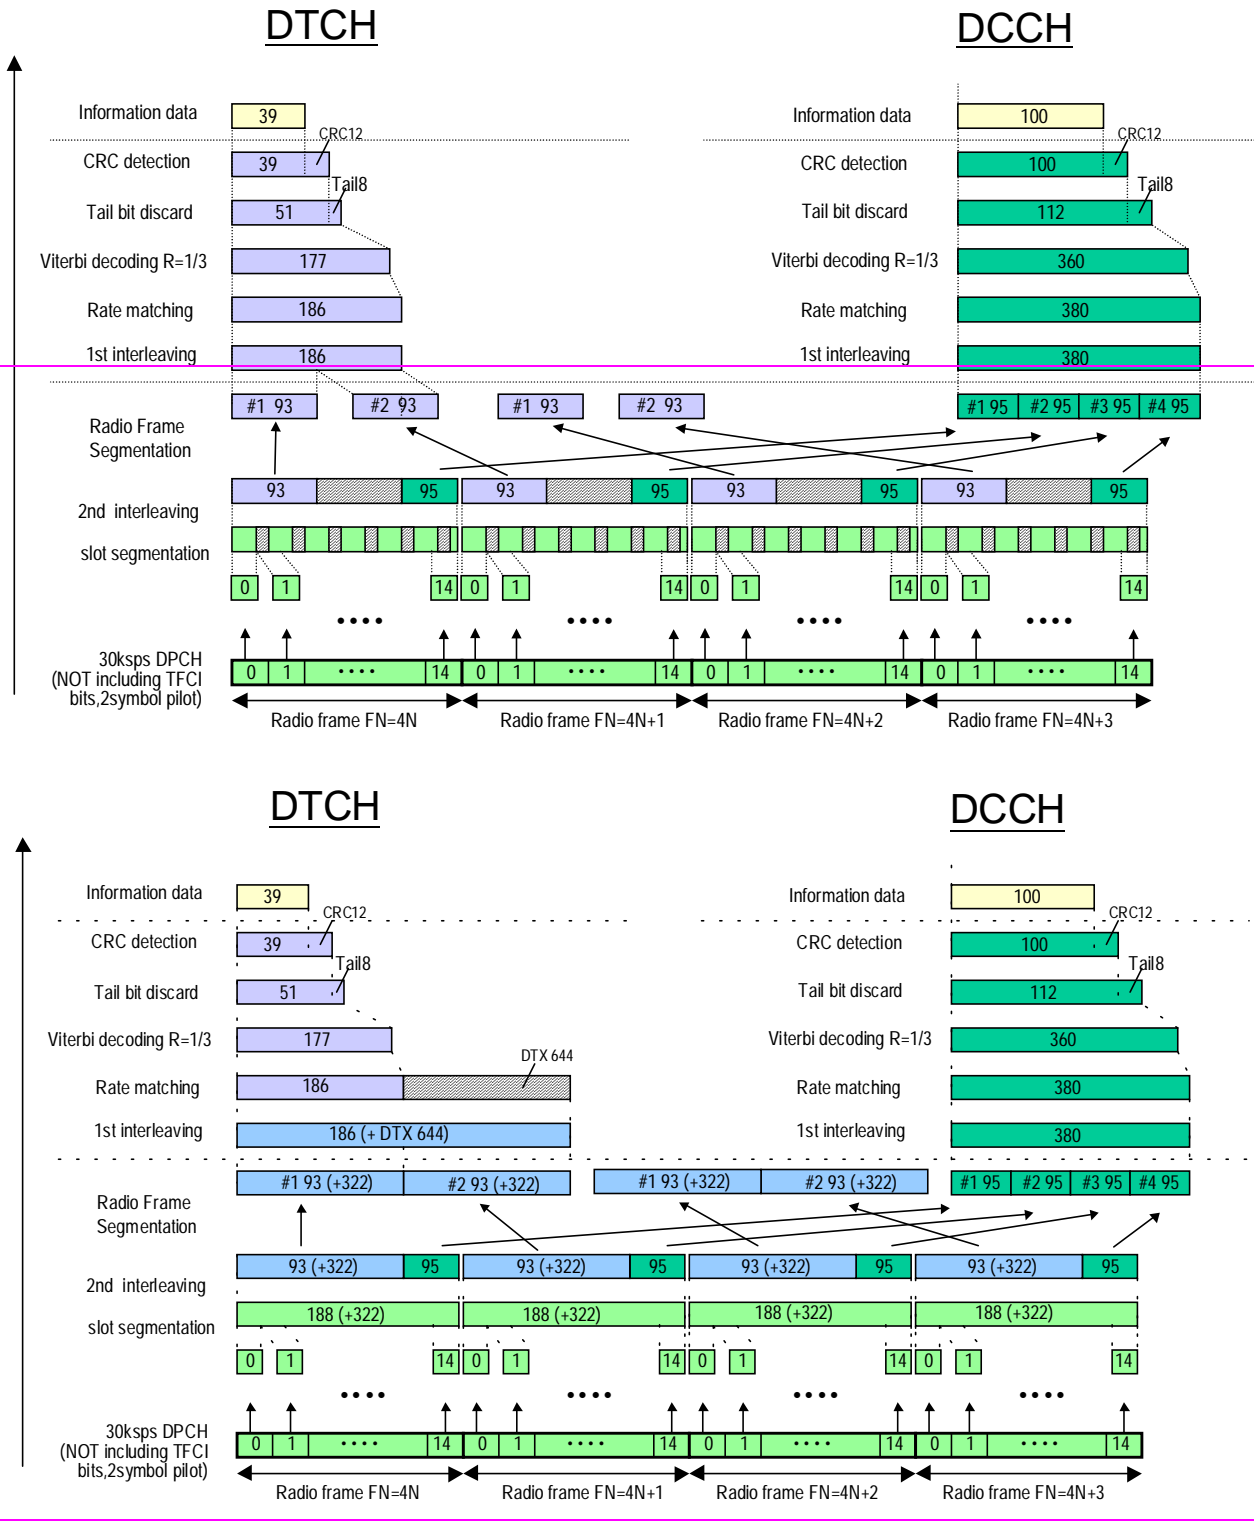 DTCH DCCH
Information data 39 Information data 100
CRC12 CRC12
CRC detection 39 CRC detection 100
Tail8 Tail8
Tail bit discard 51 Tail bit discard 112
Viterbi decoding R=1/3 177 Viterbi decoding R=1/3 360
Rate matching 186 Rate matching 380
1st interleaving 186 1st interleaving 380
#1 93 #2 93 #1 93 #2 93 #1 95 #2 95 #3 95 #4 95
Radio Frame
Segmentation
93 95 93 95 93 95 93 95
2nd interleaving
slot segmentation
0 1 14 0 1 14 0 1 14 0 1 14
•••• •••• •••• ••••
30ksps DPCH
(NOT including TFCI
bits,2symbol pilot)
0 1 •••• 14 0 1 •••• 14 0 1 •••• 14 0 1 •••• 14
Radio frame FN=4N Radio frame FN=4N+1 Radio frame FN=4N+2 Radio frame FN=4N+3
DTCH DCCH
Information data 39 Information data 100
CRC12 CRC12
CRC detection 39 CRC detection 100
Tail8 Tail8
Tail bit discard 51 Tail bit discard 112
Viterbi decoding R=1/3 177 Viterbi decoding R=1/3 360
DTX 644
Rate matching 186 Rate matching 380
1st interleaving 186 (+ DTX 644) 1st interleaving 380
#1 93 (+322) #2 93 (+322) #1 93 (+322) #2 93 (+322) #1 95 #2 95 #3 95 #4 95
Radio Frame
Segmentation
93 (+322) 95 93 (+322) 95 93 (+322) 95 93 (+322) 95
2nd interleaving
188 (+322) 188 (+322) 188 (+322) 188 (+322)
slot segmentation
0 1 14 0 1 14 0 1 14 0 1 14
•••• •••• •••• ••••
30ksps DPCH
(NOT including TFCI
bits,2symbol pilot)
0 1 •••• 14 0 1 •••• 14 0 1 •••• 14 0 1 •••• 14
Radio frame FN=4N Radio frame FN=4N+1 Radio frame FN=4N+2 Radio frame FN=4N+3